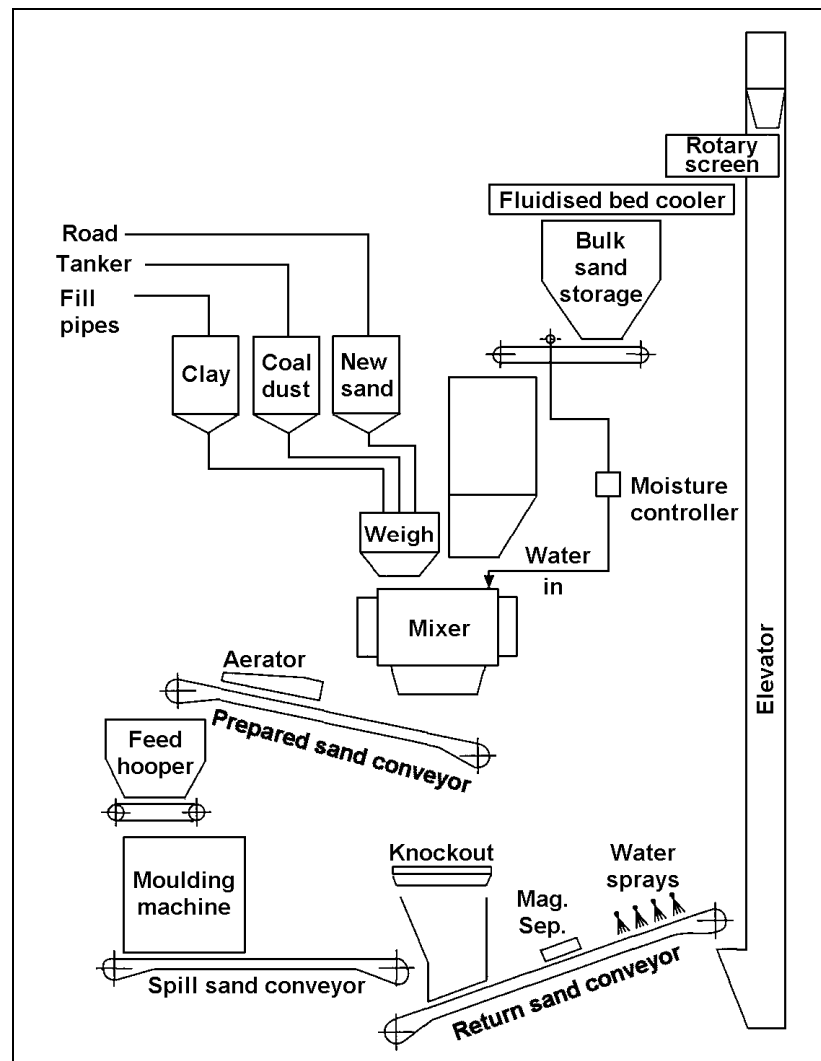 Rotary
screen
Fluidised bed cooler
Bulk
sand
storage
Road
Tanker
Fill
pipes
Clay
Coal
dust
New
sand
Moisture
controller
Weigh
Water
in
Mixer
Elevator
Aerator
Prepared sand conveyor
Feed
hooper
Moulding
machine
Spill sand conveyor
Knockout
Mag.
Sep.
Water
sprays
Return sand conveyor